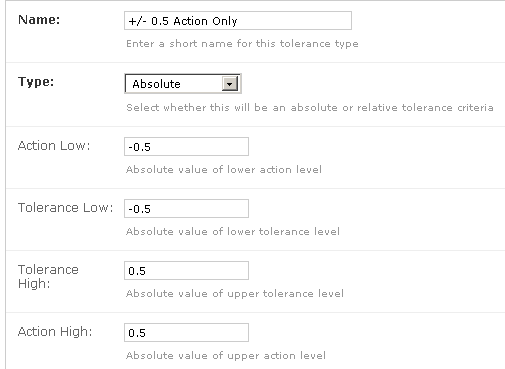 Name: +/- 0.5 Action Only
Enter a short name for this tolerance type
Type: Absolute
Select whether this will be an absolute or relative tolerance criteria
Action Low: -0.5
Absolute value of lower action level
Tolerance Low: -0.5
Absolute value of lower tolerance level
Tolerance High: 0.5
Absolute value of upper tolerance level
Action High: 0.5
Absolute value of upper action level